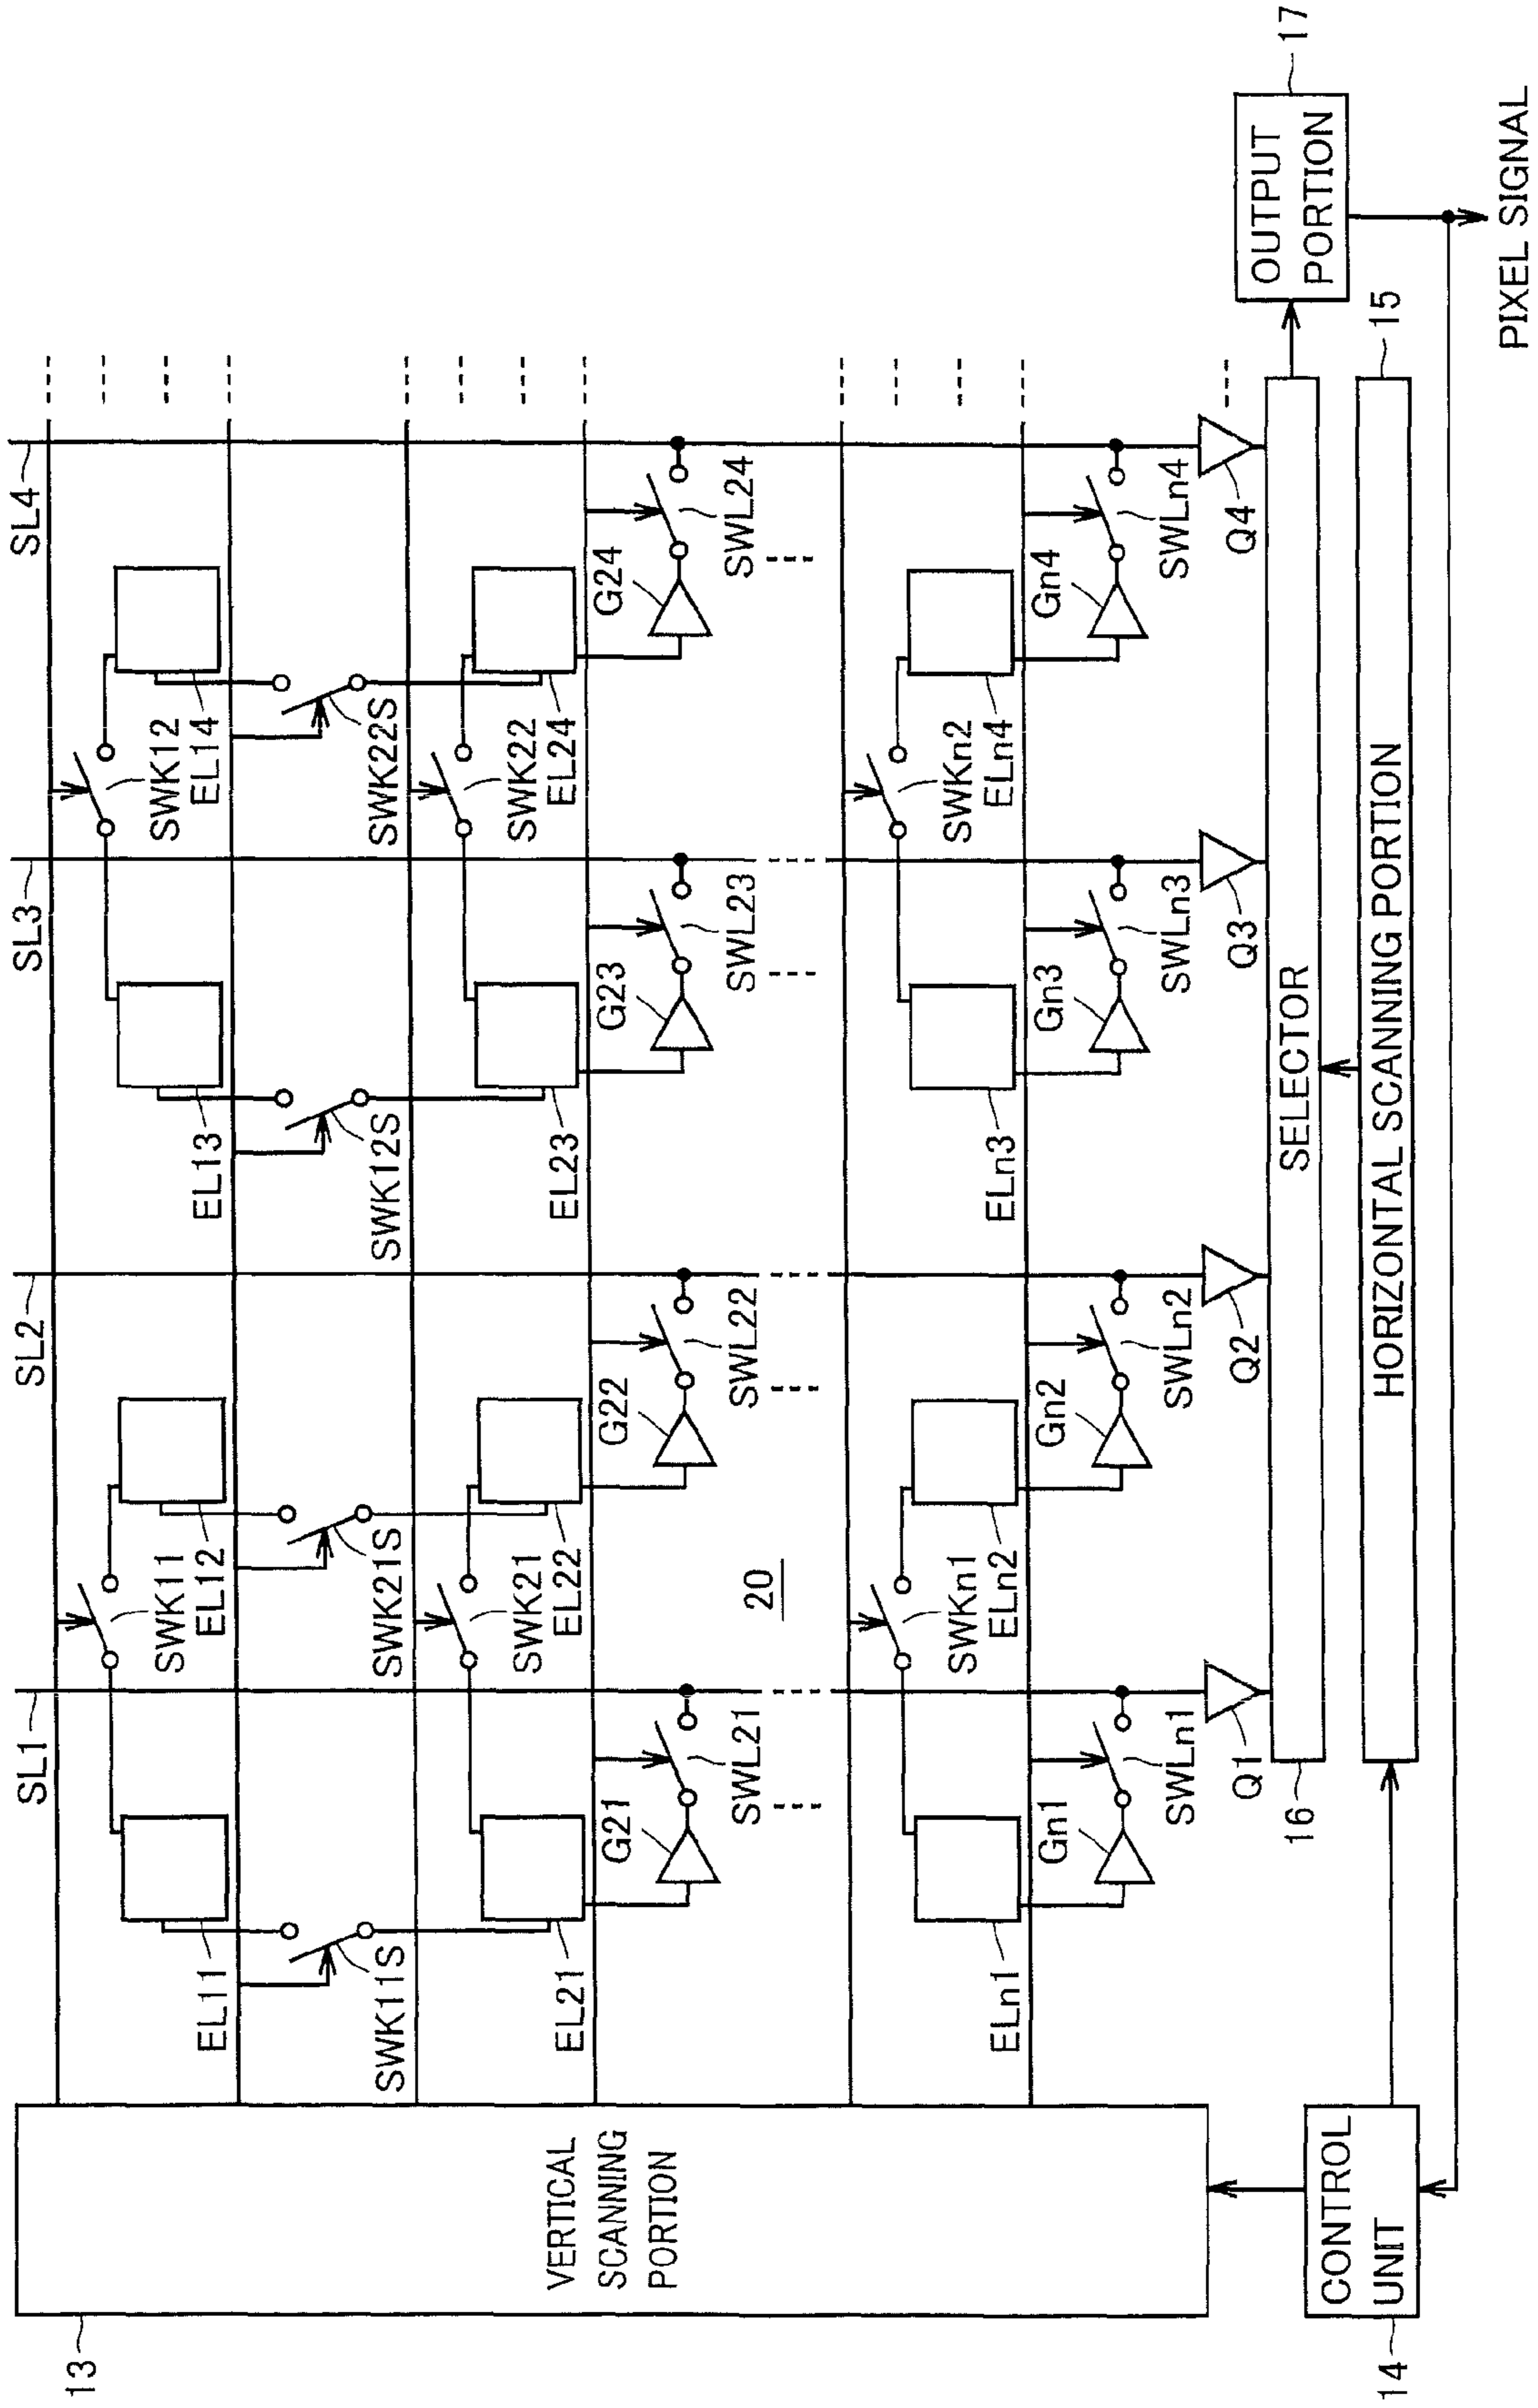 SL1
SL2
SL3
SL4
SWK11
EL12
SWK12
EL14
EL11
EL13
SWK11S
SWK21S
SWK12S
SWK22S
SWK21
EL22
SWK22
EL24
EL21
EL23
G21
G22
G23
G24
SWL21
SWL22
SWL23
SWL24
20
SWKn1
ELn2
SWKn2
ELn4
ELn1
ELn3
Gn1
Gn2
Gn3
Gn4
SWLn1
SWLn2
SWLn3
SWLn4
Q1
Q2
Q3
Q4
13
VERTICAL
SCANNING
PORTION
16
SELECTOR
OUTPUT
PORTION
17
HORIZONTAL SCANNING PORTION
15
14
CONTROL
UNIT
PIXEL SIGNAL